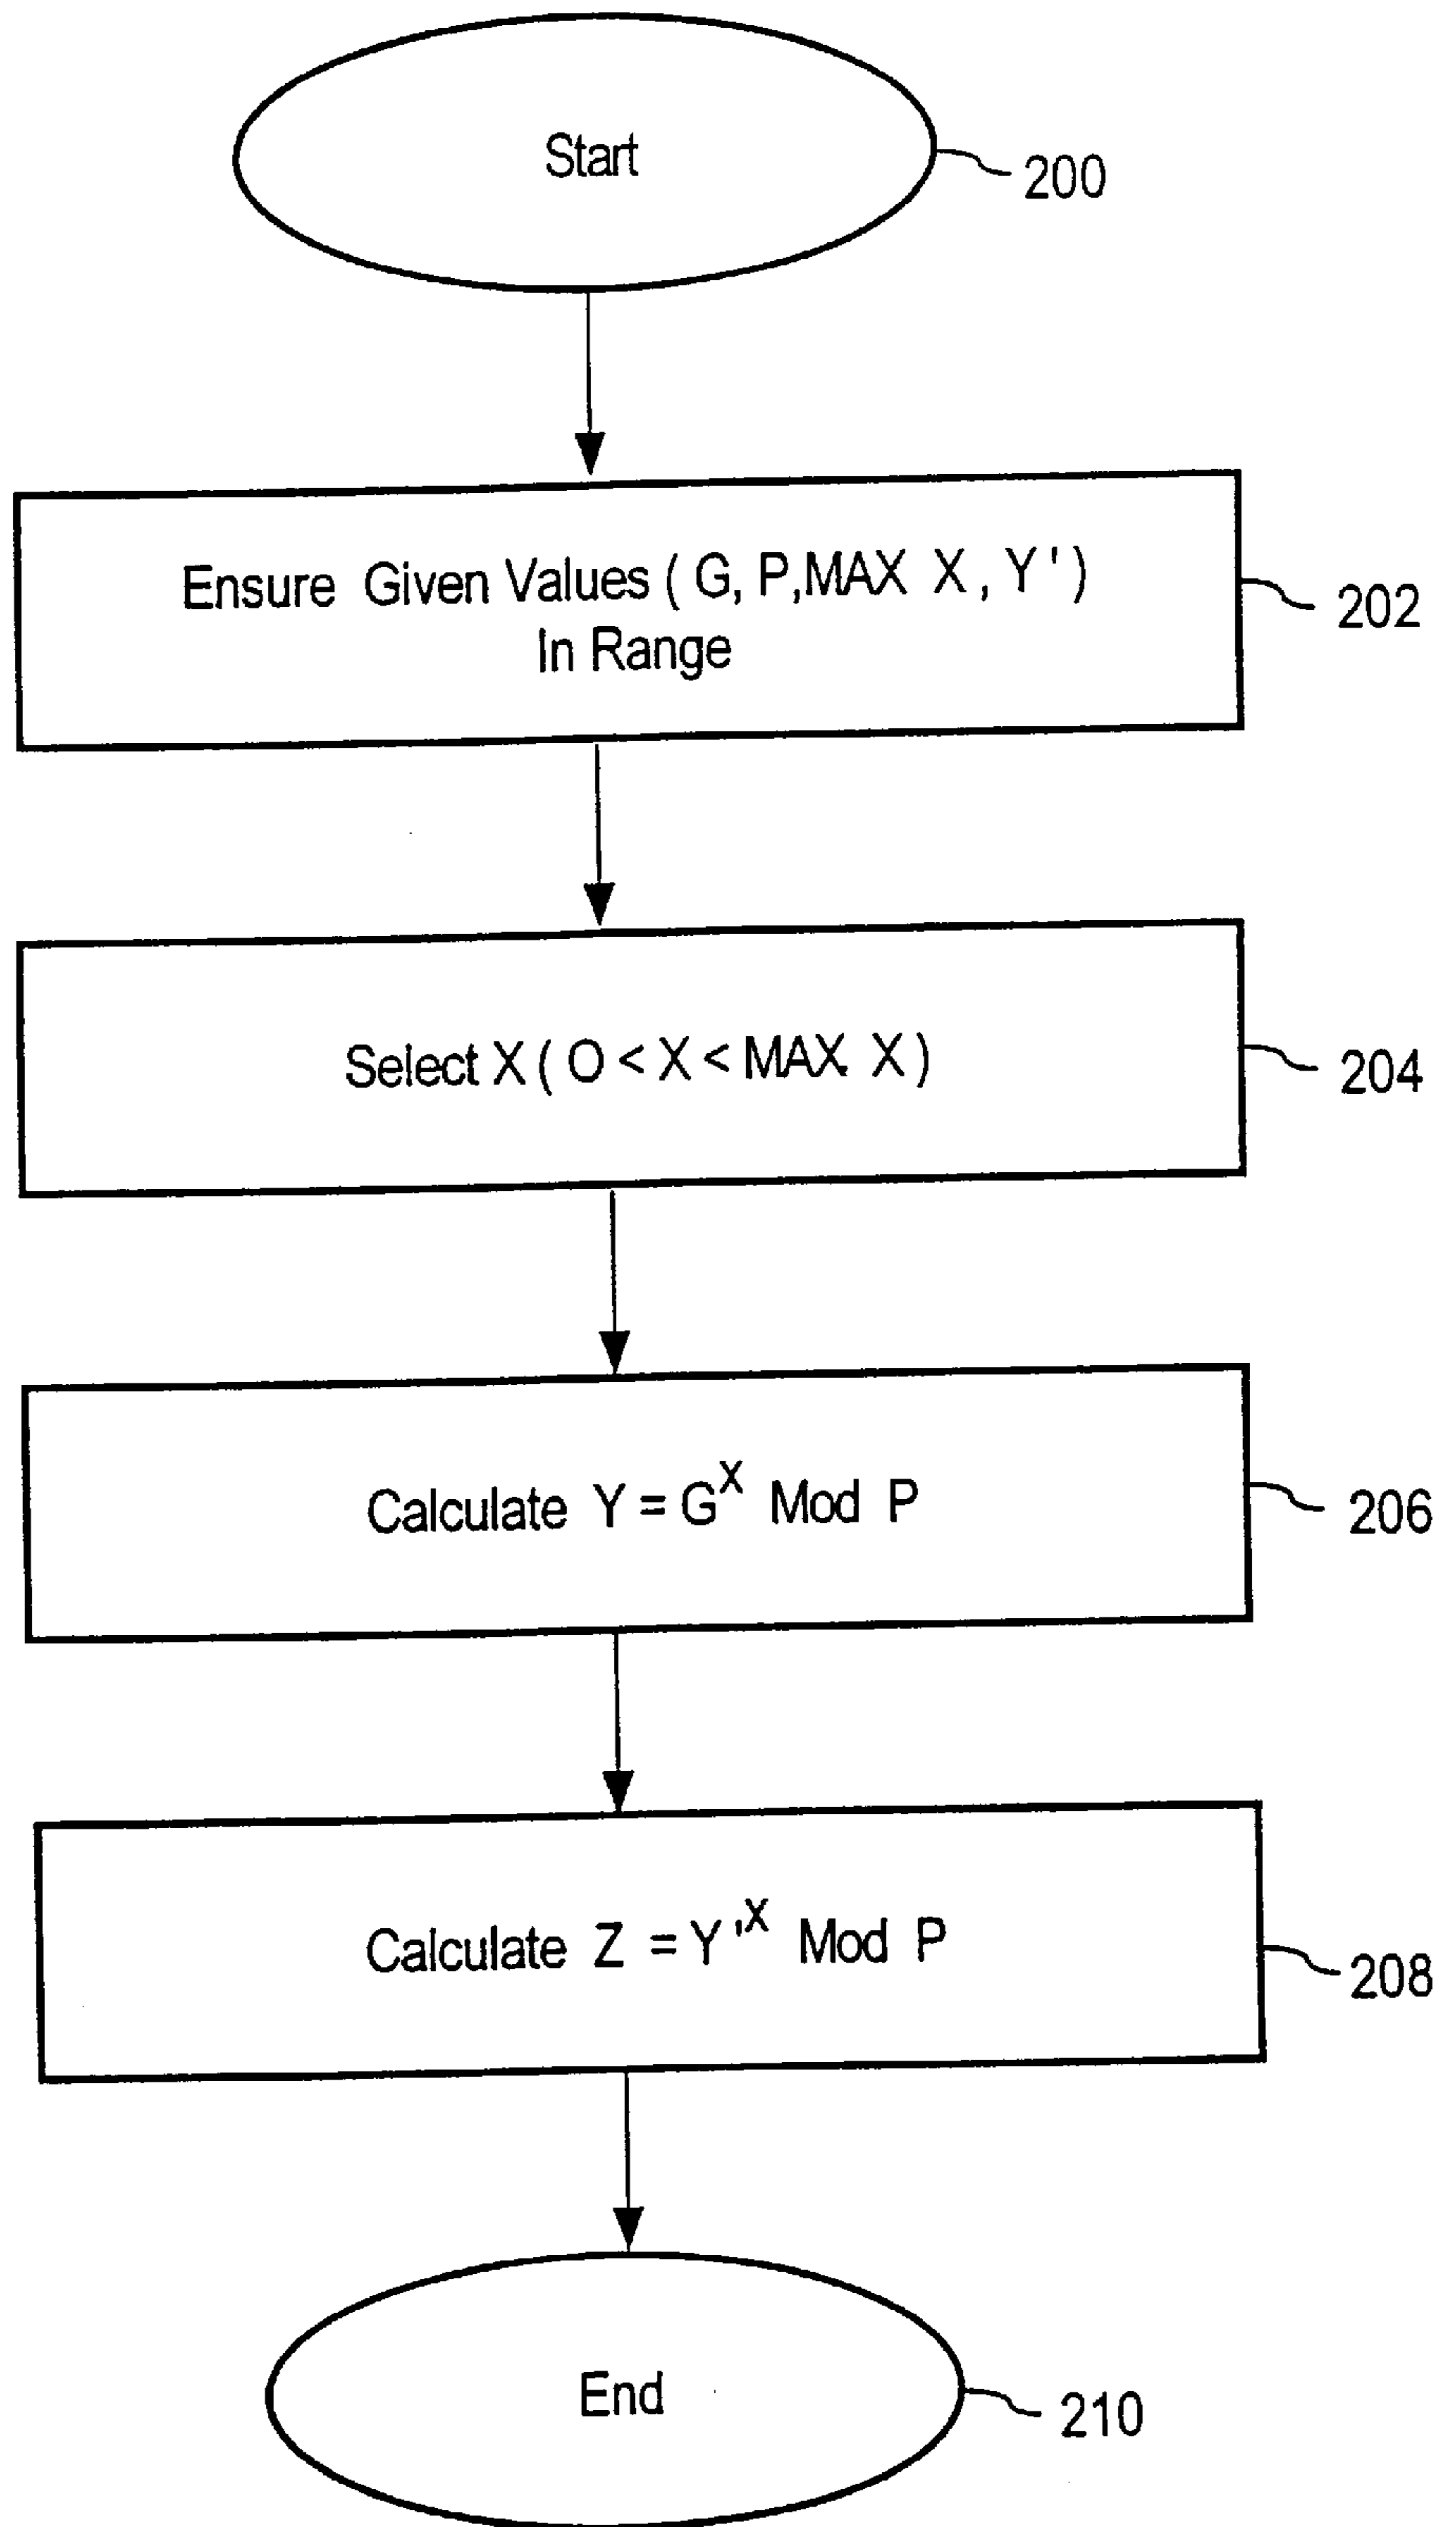 Start
200
Ensure Given Values ( G, P,MAX X , Y ' )
In Range
202
Select X ( O < X < MAX X )
204
Calculate Y = G^X Mod P
206
Calculate Z = Y'^X Mod P
208
End
210